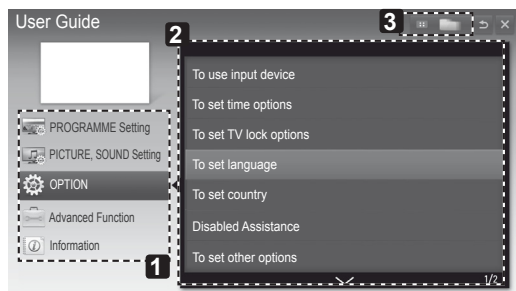 User Guide
3
2
To use input device
To set time options
PROGRAMME Setting
To set TV lock options
PICTURE, SOUND Setting
To set language
OPTION
To set country
Advanced Function
Disabled Assistance
Information
To set other options
1
1/2